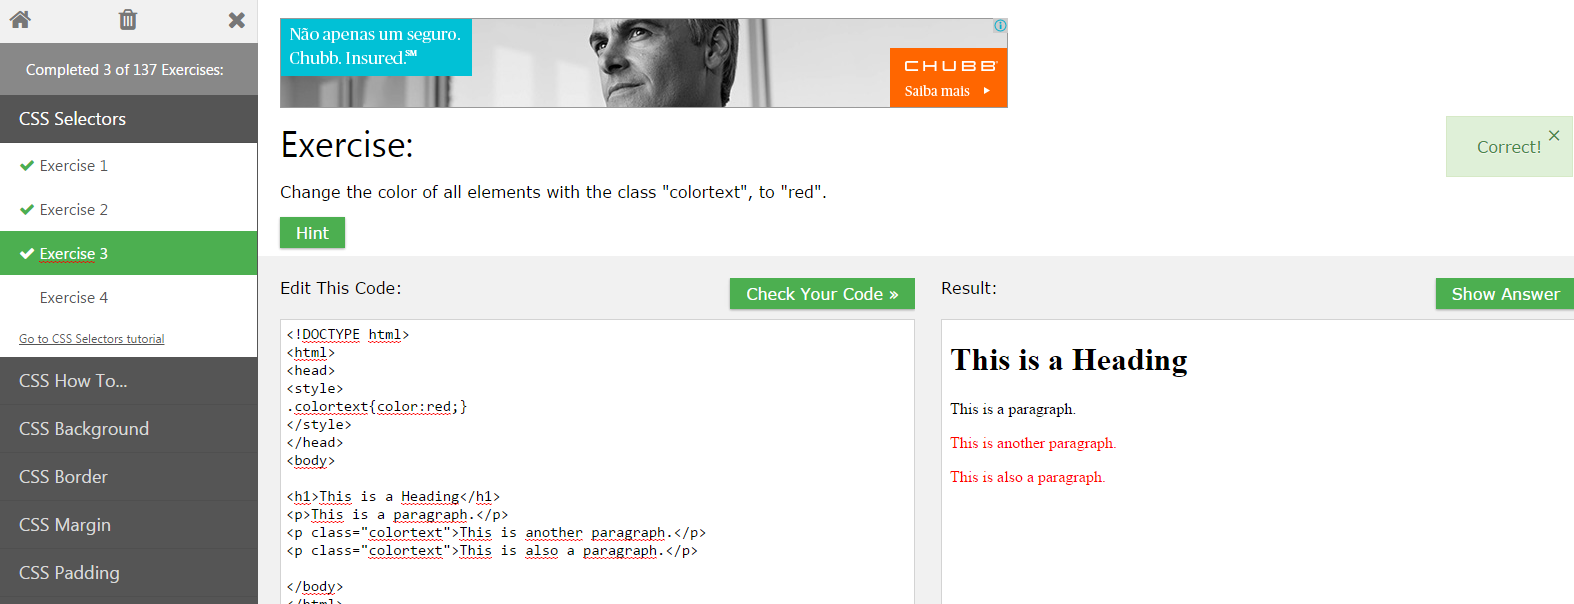 Completed 3 of 137 Exercises:
CSS Selectors
Exercise 1
Exercise 2
Exercise 3
Exercise 4
Go to CSS Selectors tutorial
CSS How To...
CSS Background
CSS Border
CSS Margin
CSS Padding
Não apenas um seguro.
Chubb. Insured.℠
CHUBB®
Saiba mais
Exercise:
Correct!
Change the color of all elements with the class "colortext", to "red".
Hint
Edit This Code:
Check Your Code »
<!DOCTYPE html>
<html>
<head>
<style>
.colortext{color:red;}
</style>
</head>
<body>
<h1>This is a Heading</h1>
<p>This is a paragraph.</p>
<p class="colortext">This is another paragraph.</p>
<p class="colortext">This is also a paragraph.</p>
</body>
</html>
Result:
Show Answer
This is a Heading
This is a paragraph.
This is another paragraph.
This is also a paragraph.